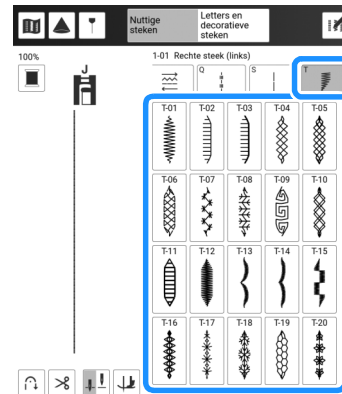 Nuttige
steken
Letters en
decoratieve
steken
100%
1-01 Rechte steek (links)
J
Q
S
T
T-01 T-02 T-03 T-04 T-05
T-06 T-07 T-08 T-09 T-10
T-11 T-12 T-13 T-14 T-15
T-16 T-17 T-18 T-19 T-20